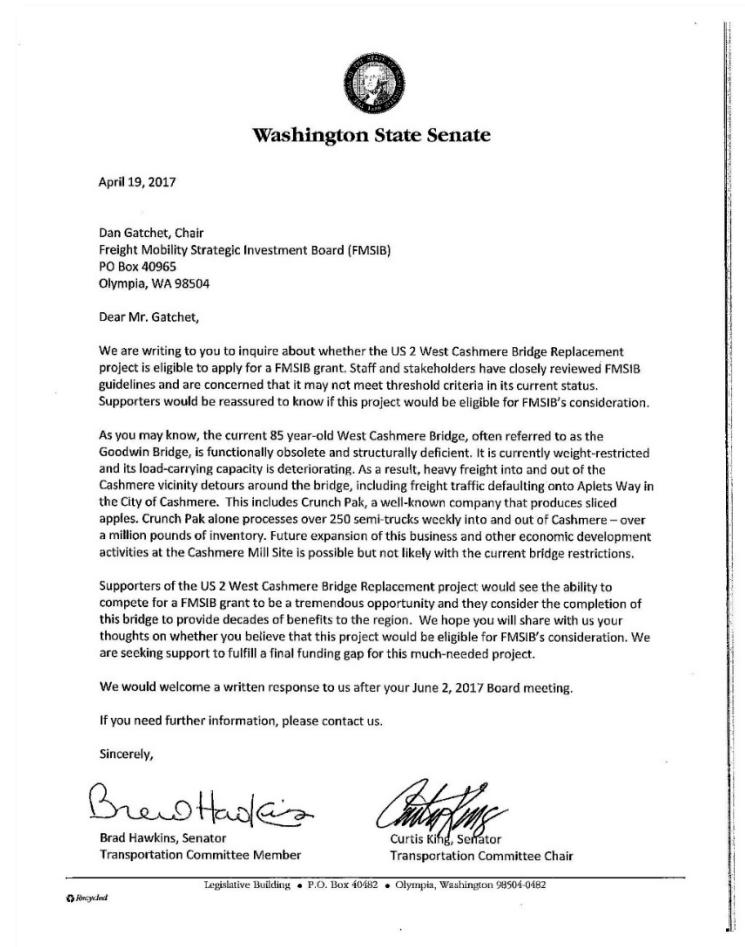 Washington State Senate
April 19, 2017
Dan Gatchet, Chair
Freight Mobility Strategic Investment Board (FMSIB)
PO Box 40965
Olympia, WA 98504
Dear Mr. Gatchet,
We are writing to you to inquire about whether the US 2 West Cashmere Bridge Replacement
project is eligible to apply for a FMSIB grant. Staff and stakeholders have closely reviewed FMSIB
guidelines and are concerned that it may not meet threshold criteria in its current status.
Supporters would be reassured to know if this project would be eligible for FMSIB's consideration.
As you may know, the current 85 year-old West Cashmere Bridge, often referred to as the
Goodwin Bridge, is functionally obsolete and structurally deficient. It is currently weight-restricted
and its load-carrying capacity is deteriorating. As a result, heavy freight into and out of the
Cashmere vicinity detours around the bridge, including freight traffic defaulting onto Aplets Way in
the City of Cashmere. This includes Crunch Pak, a well-known company that produces sliced
apples. Crunch Pak alone processes over 250 semi-trucks weekly into and out of Cashmere – over
a million pounds of inventory. Future expansion of this business and other economic development
activities at the Cashmere Mill Site is possible but not likely with the current bridge restrictions.
Supporters of the US 2 West Cashmere Bridge Replacement project would see the ability to
compete for a FMSIB grant to be a tremendous opportunity and they consider the completion of
this bridge to provide decades of benefits to the region. We hope you will share with us your
thoughts on whether you believe that this project would be eligible for FMSIB's consideration. We
are seeking support to fulfill a final funding gap for this much-needed project.
We would welcome a written response to us after your June 2, 2017 Board meeting.
If you need further information, please contact us.
Sincerely,
Brad Hawkins, Senator
Transportation Committee Member
Curtis King, Senator
Transportation Committee Chair
Legislative Building • P.O. Box 40482 • Olympia, Washington 98504-0482
Recycled